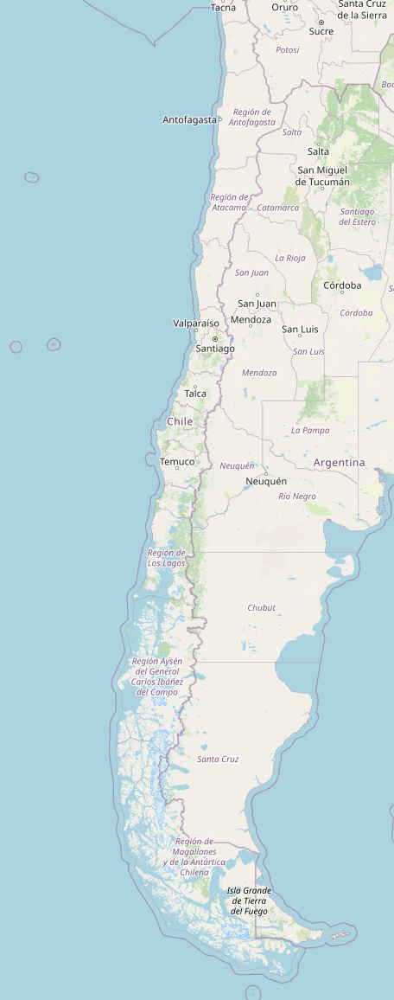 Tacna
Oruro
Santa Cruz
de la Sierra
Sucre
Potosí
Antofagasta
Región de
Antofagasta
Salta
Salta
San Miguel
de Tucumán
Región de
Atacama
Catamarca
Santiago
del Estero
La Rioja
San Juan
Córdoba
San Juan
Córdoba
Valparaíso
Mendoza
San Luis
Santiago
San Luis
Mendoza
Talca
Chile
La Pampa
Temuco
Neuquén
Argentina
Neuquén
Río Negro
Región de
Los Lagos
Chubut
Región Aysén
del General
Carlos Ibáñez
del Campo
Santa Cruz
Región de
Magallanes
y de la Antártica
Chilena
Isla Grande
de Tierra
del Fuego